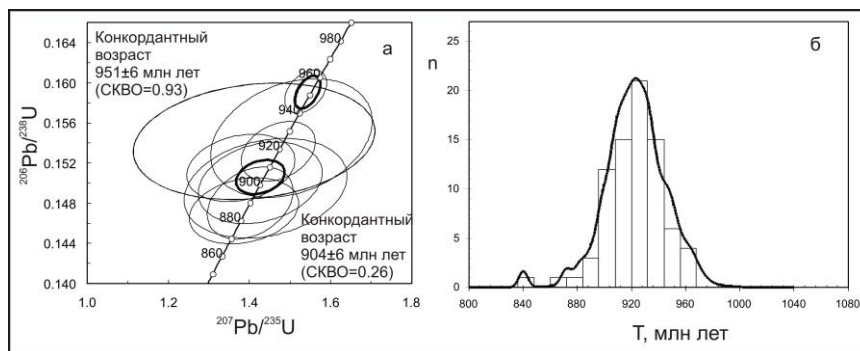 а
Конкордантный
возраст
951±6 млн лет
(СКВО=0.93)
Конкордантный
возраст
904±6 млн лет
(СКВО=0.26)
980
960
940
920
900
880
860
0.164
0.160
0.156
0.152
0.148
0.144
0.140
206Pb/238U
1.0
1.2
1.4
1.6
1.8
207Pb/235U
б
n
25
20
15
10
5
0
800
840
880
920
960
1000
1040
1080
T, млн лет